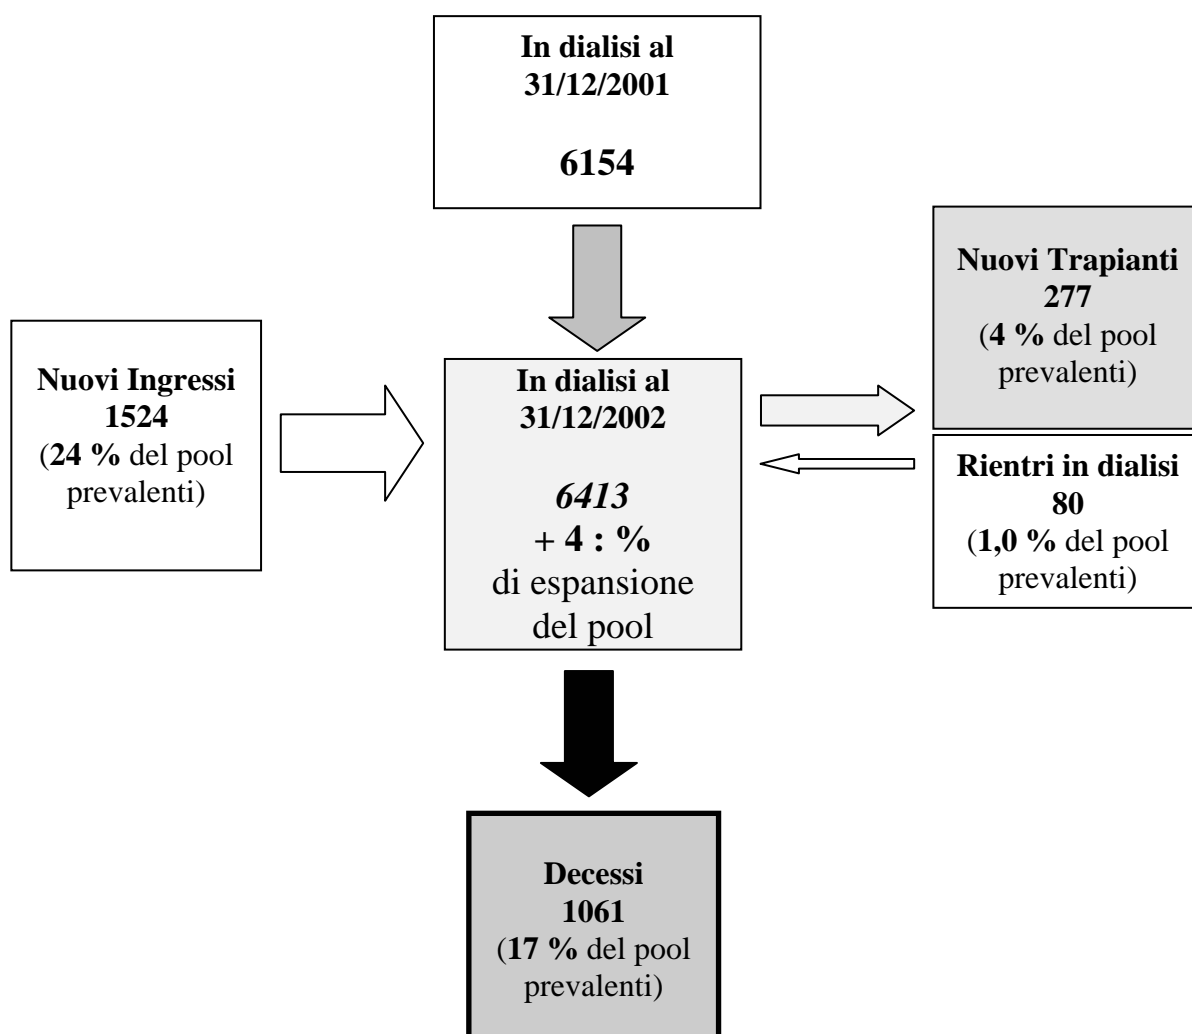 In dialisi al
31/12/2001
6154
Nuovi Trapianti
277
(4 % del pool
prevalenti)
Nuovi Ingressi
1524
(24 % del pool
prevalenti)
In dialisi al
31/12/2002
6413
+ 4 : %
di espansione
del pool
Rientri in dialisi
80
(1,0 % del pool
prevalenti)
Decessi
1061
(17 % del pool
prevalenti)